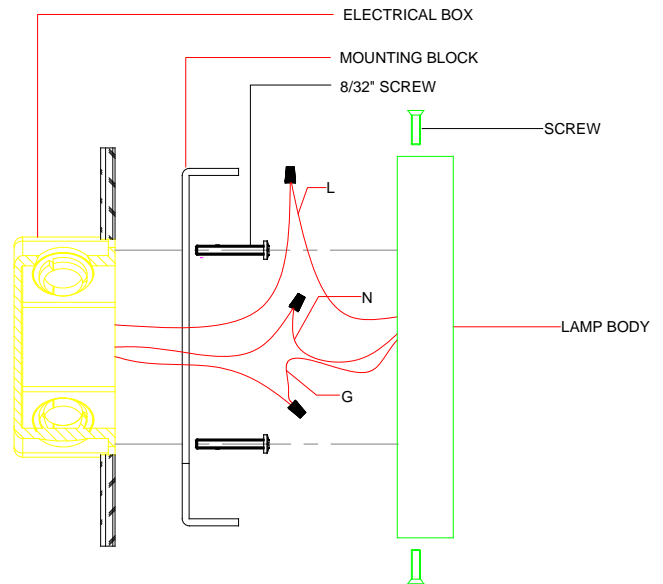 ELECTRICAL BOX
MOUNTING BLOCK
8/32" SCREW
SCREW
L
N
LAMP BODY
G